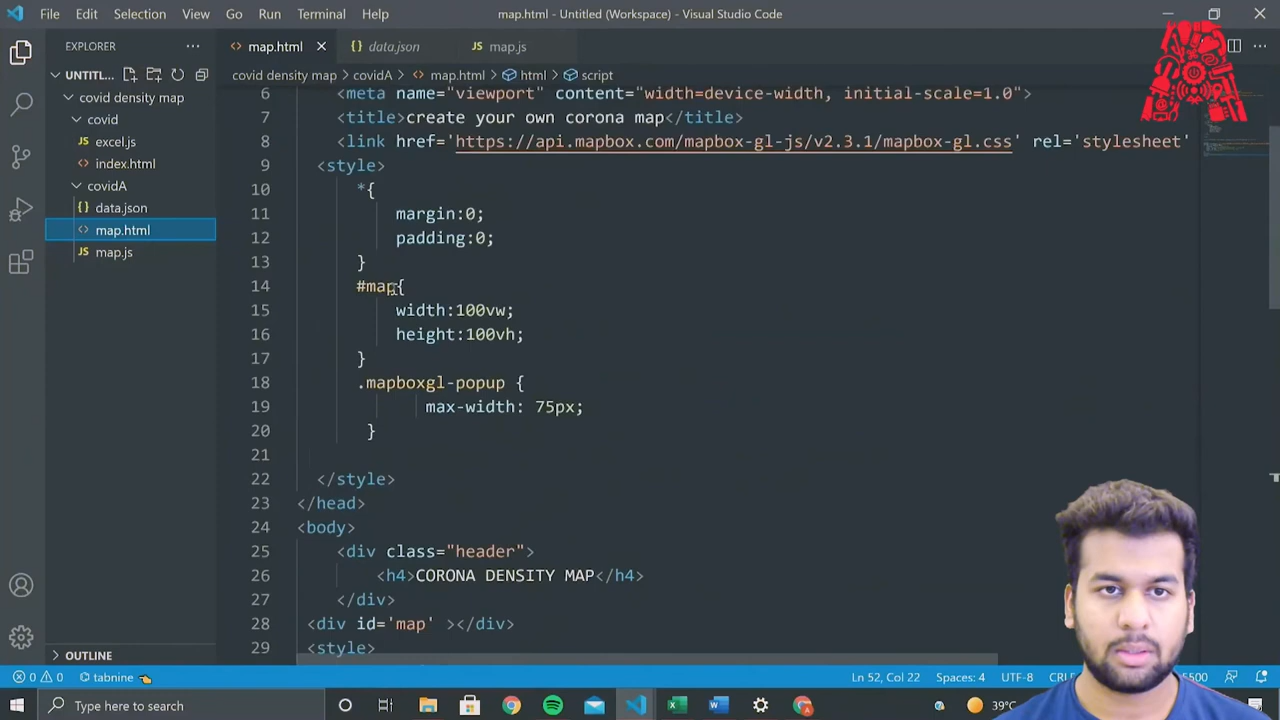 File Edit Selection View Go Run Terminal Help
map.html - Untitled (Workspace) - Visual Studio Code
EXPLORER
UNTITL...
covid density map
covid
JS excel.js
index.html
covidA
{} data.json
map.html
JS map.js
OUTLINE
map.html
{} data.json
JS map.js
covid density map > covidA > map.html > html > script
6 <meta name="viewport" content="width=device-width, initial-scale=1.0">
7 <title>create your own corona map</title>
8 <link href='https://api.mapbox.com/mapbox-gl-js/v2.3.1/mapbox-gl.css' rel='stylesheet'
9 <style>
10 *{
11 margin:0;
12 padding:0;
13 }
14 #map{
15 width:100vw;
16 height:100vh;
17 }
18 .mapboxgl-popup {
19 max-width: 75px;
20 }
21
22 </style>
23 </head>
24 <body>
25 <div class="header">
26 <h4>CORONA DENSITY MAP</h4>
27 </div>
28 <div id='map' ></div>
29 <style>
0 0 tabnine
Ln 52, Col 22 Spaces: 4 UTF-8 CRLF 5500
Type here to search
39°C